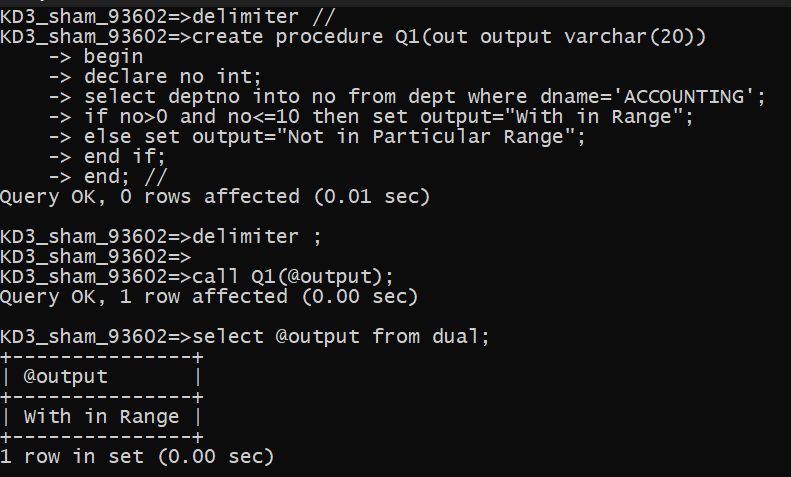 KD3_sham_93602=>delimiter //
KD3_sham_93602=>create procedure Q1(out output varchar(20))
    -> begin
    -> declare no int;
    -> select deptno into no from dept where dname='ACCOUNTING';
    -> if no>0 and no<=10 then set output="With in Range";
    -> else set output="Not in Particular Range";
    -> end if;
    -> end; //
Query OK, 0 rows affected (0.01 sec)

KD3_sham_93602=>delimiter ;
KD3_sham_93602=>
KD3_sham_93602=>call Q1(@output);
Query OK, 1 row affected (0.00 sec)

KD3_sham_93602=>select @output from dual;
+---------------+
| @output       |
+---------------+
| With in Range |
+---------------+
1 row in set (0.00 sec)